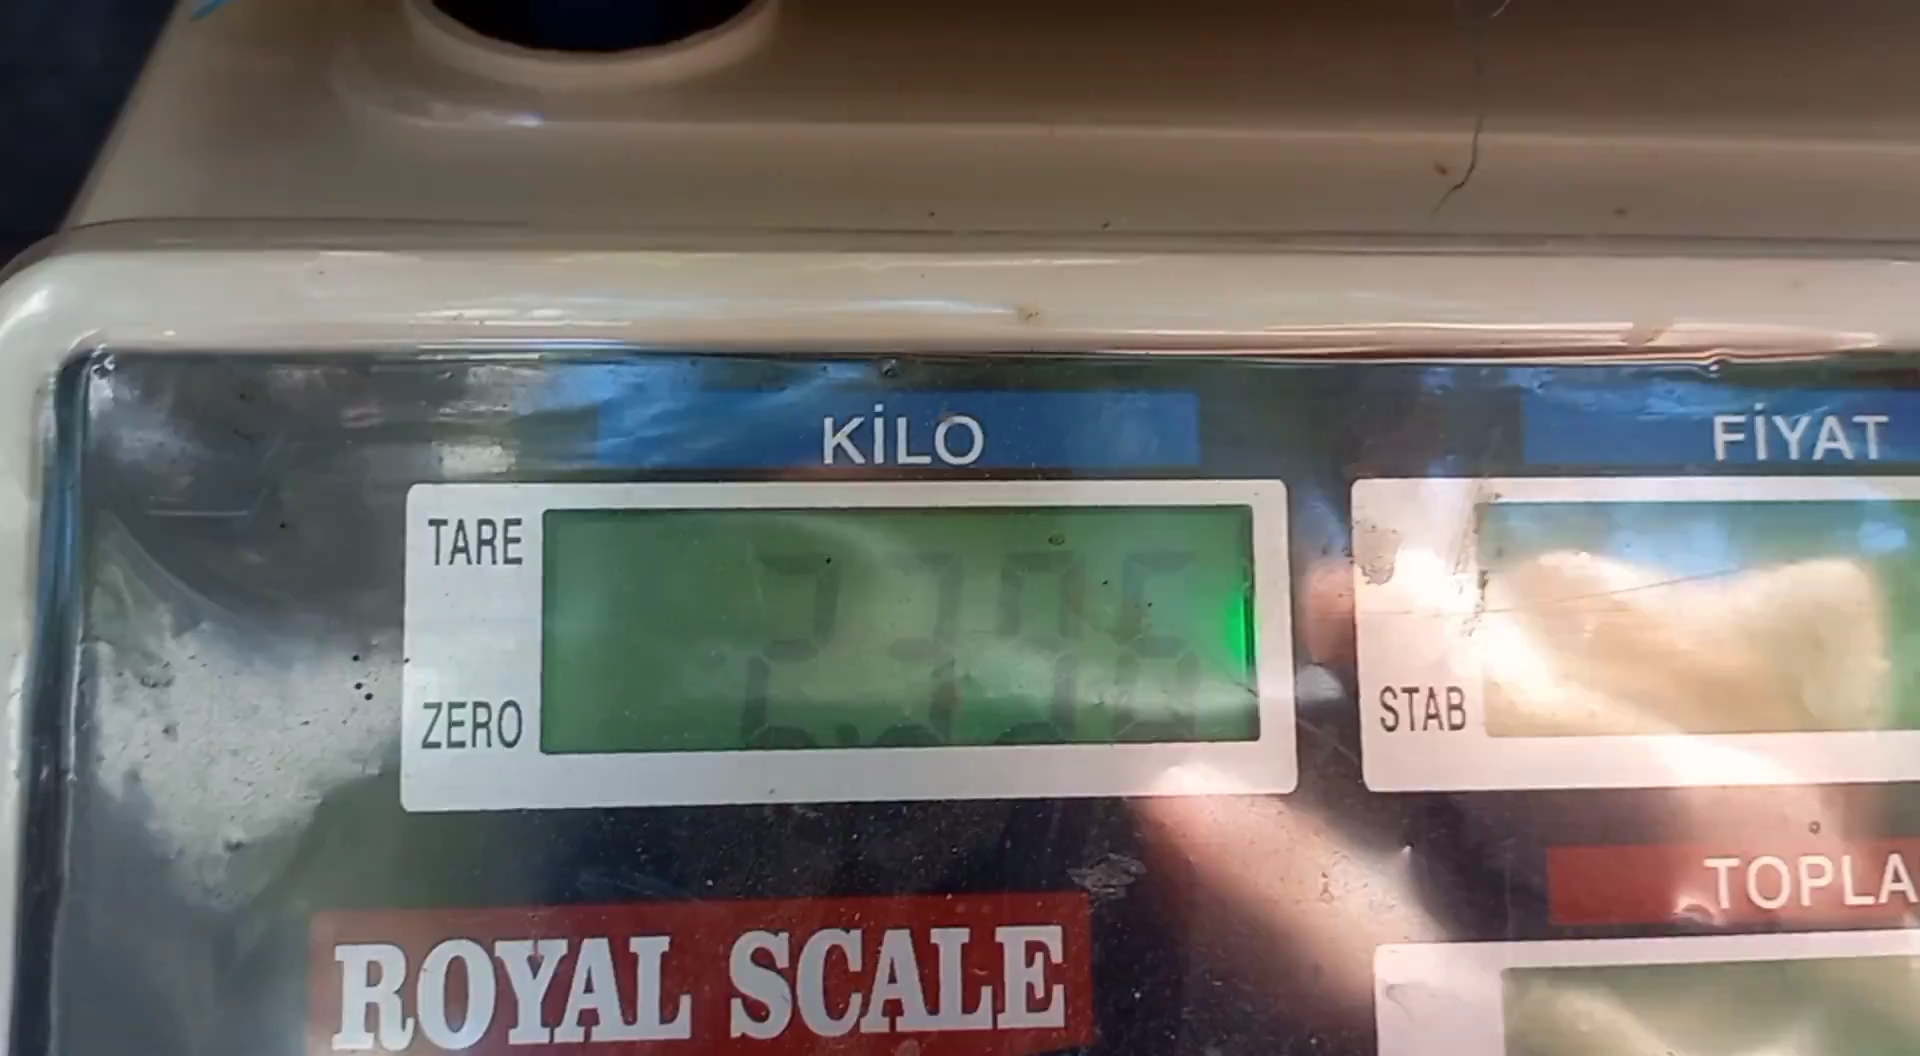 KİLO
FİYAT
TARE
ZERO
STAB
TOPLA
ROYAL SCALE